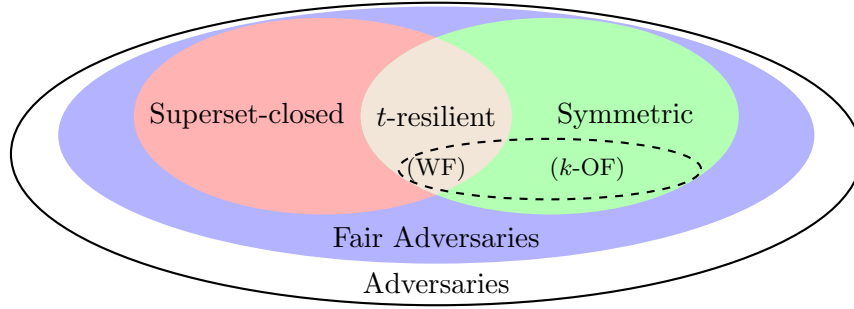 Superset-closed
t-resilient
Symmetric
(WF)
(k-OF)
Fair Adversaries
Adversaries